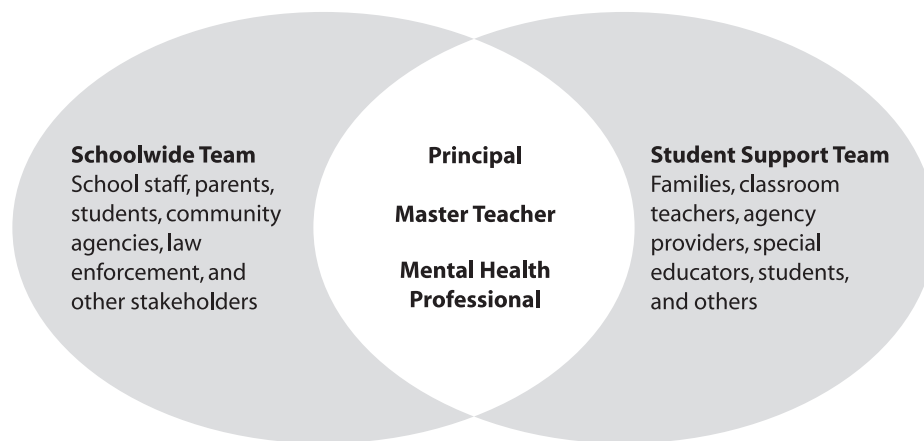 Schoolwide Team
School staff, parents,
students, community
agencies, law
enforcement, and
other stakeholders
Principal
Master Teacher
Mental Health
Professional
Student Support Team
Families, classroom
teachers, agency
providers, special
educators, students,
and others